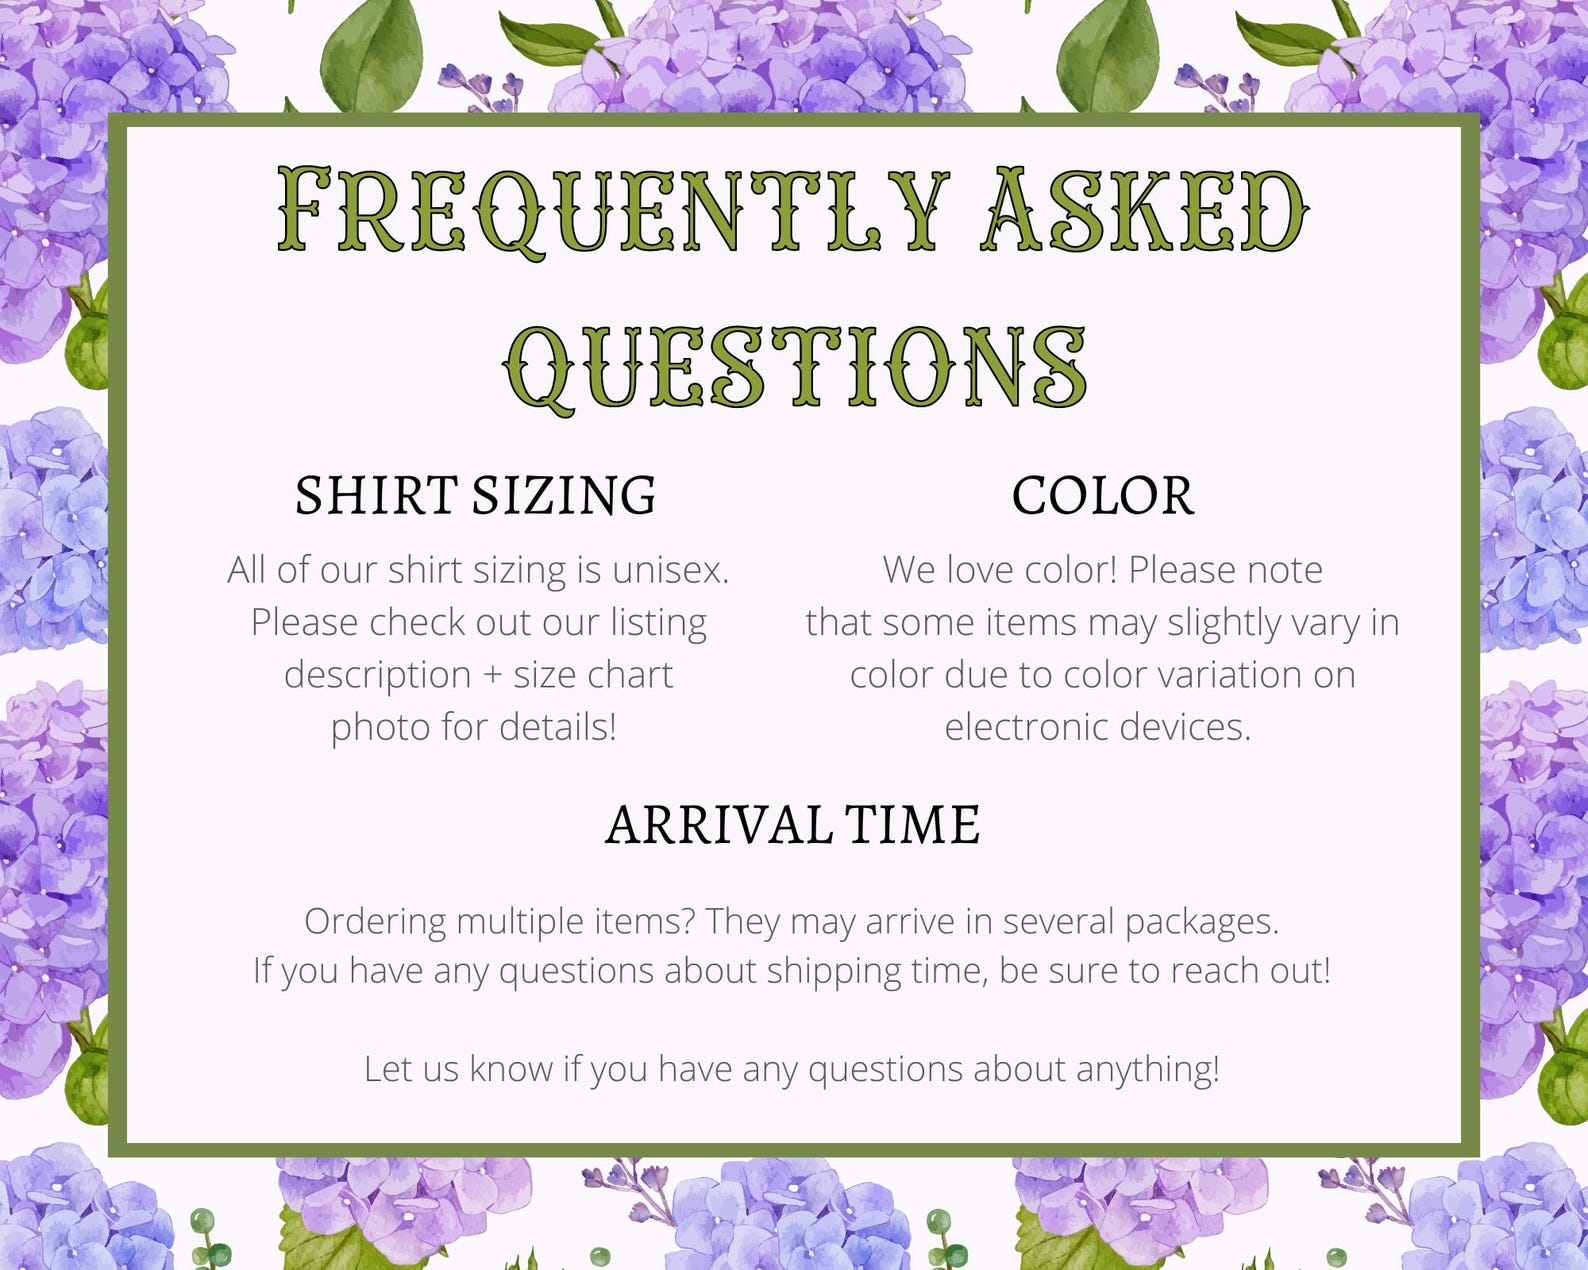 FREQUENTLY ASKED
QUESTIONS
SHIRT SIZING
All of our shirt sizing is unisex.
Please check out our listing
description + size chart
photo for details!
COLOR
We love color! Please note
that some items may slightly vary in
color due to color variation on
electronic devices.
ARRIVAL TIME
Ordering multiple items? They may arrive in several packages.
If you have any questions about shipping time, be sure to reach out!
Let us know if you have any questions about anything!